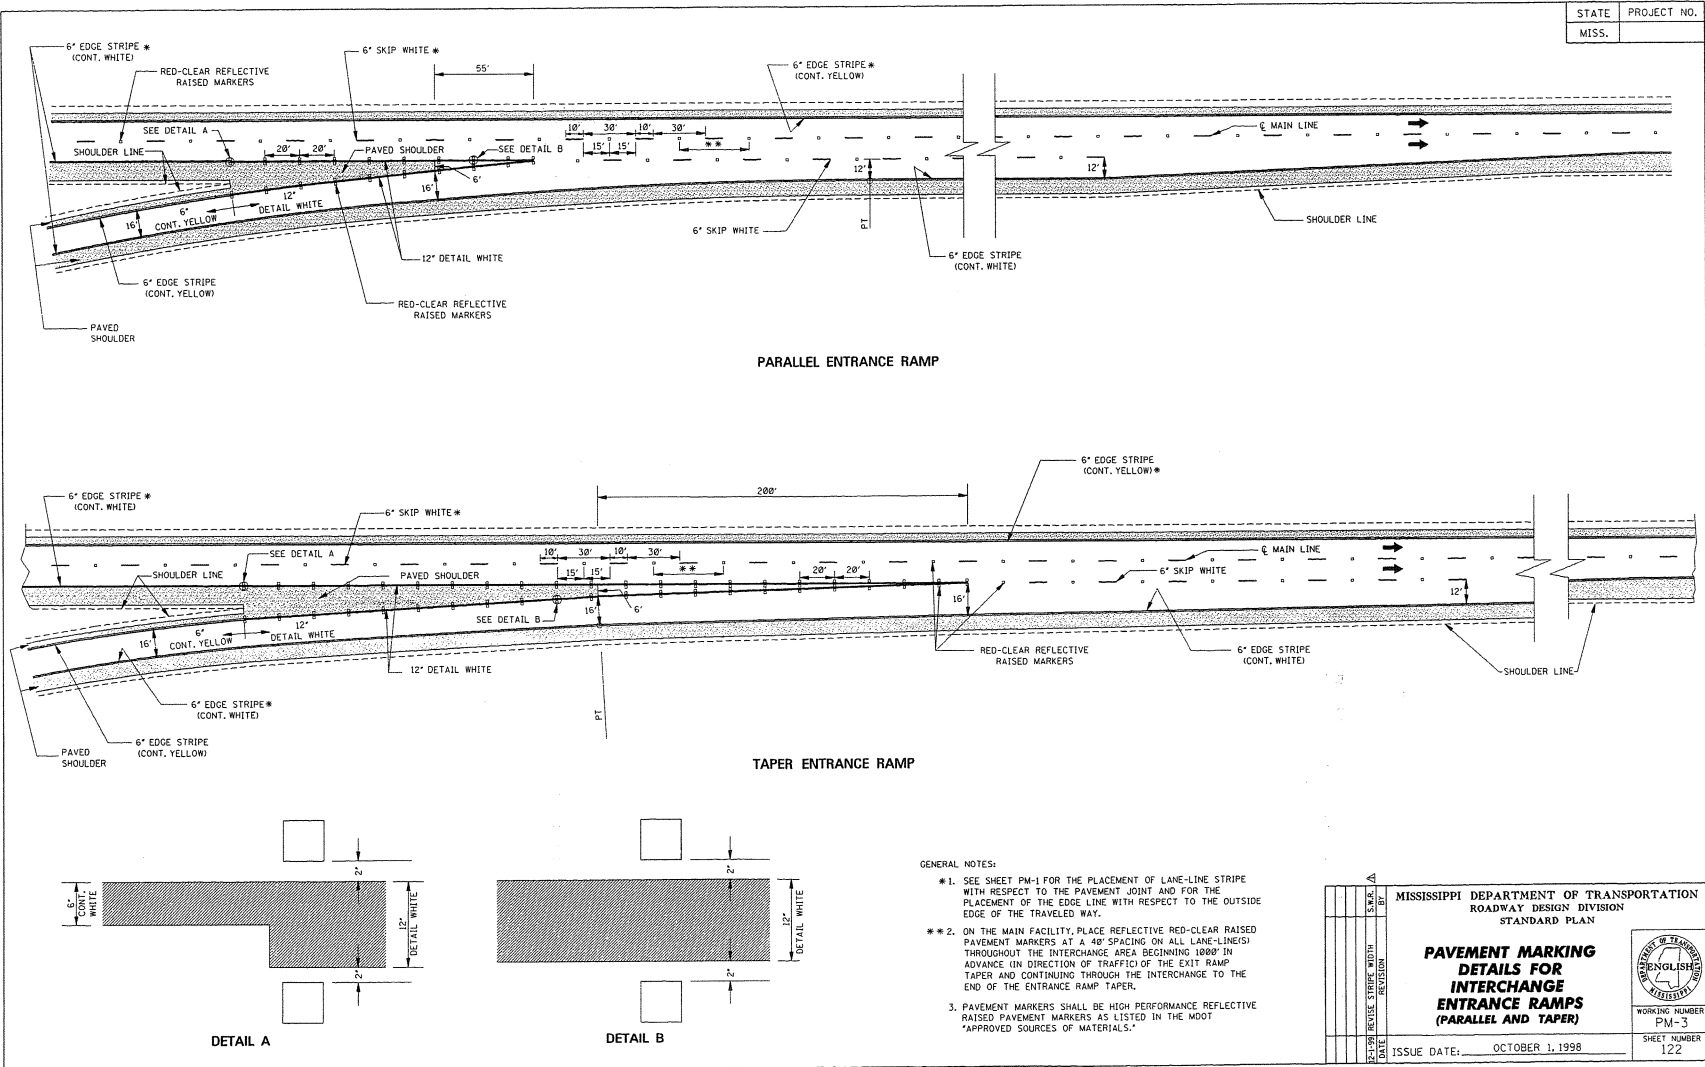 STATE PROJECT NO.
MISS.
6" EDGE STRIPE *
(CONT. WHITE)
RED-CLEAR REFLECTIVE
RAISED MARKERS
6" SKIP WHITE *
55'
6" EDGE STRIPE *
(CONT. YELLOW)
SEE DETAIL A
SHOULDER LINE
20' 20'
PAVED SHOULDER
SEE DETAIL B
10' 30' 10' 30'
15' 15' **
℄ MAIN LINE
6'
16'
12'
12'
12"
DETAIL WHITE
6"
CONT. YELLOW
16'
PT
6" SKIP WHITE
SHOULDER LINE
12" DETAIL WHITE
6" EDGE STRIPE
(CONT. WHITE)
6" EDGE STRIPE
(CONT. YELLOW)
RED-CLEAR REFLECTIVE
RAISED MARKERS
PAVED
SHOULDER
PARALLEL ENTRANCE RAMP
6" EDGE STRIPE
(CONT. YELLOW) *
6" EDGE STRIPE *
(CONT. WHITE)
200'
6" SKIP WHITE *
SEE DETAIL A
10' 30' 10' 30'
15' 15' **
℄ MAIN LINE
SHOULDER LINE
PAVED SHOULDER
20' 20'
6" SKIP WHITE
6'
16'
16'
12'
SEE DETAIL B
12"
DETAIL WHITE
6"
CONT. YELLOW
16'
12" DETAIL WHITE
RED-CLEAR REFLECTIVE
RAISED MARKERS
6" EDGE STRIPE
(CONT. WHITE)
SHOULDER LINE
6" EDGE STRIPE *
(CONT. WHITE)
PT
6" EDGE STRIPE
(CONT. YELLOW)
PAVED
SHOULDER
TAPER ENTRANCE RAMP
6"
CONT.
WHITE
2"
12"
DETAIL WHITE
2"
DETAIL A
2"
12"
DETAIL WHITE
2"
DETAIL B
GENERAL NOTES:
* 1. SEE SHEET PM-1 FOR THE PLACEMENT OF LANE-LINE STRIPE
WITH RESPECT TO THE PAVEMENT JOINT AND FOR THE
PLACEMENT OF THE EDGE LINE WITH RESPECT TO THE OUTSIDE
EDGE OF THE TRAVELED WAY.
* * 2. ON THE MAIN FACILITY, PLACE REFLECTIVE RED-CLEAR RAISED
PAVEMENT MARKERS AT A 40' SPACING ON ALL LANE-LINE(S)
THROUGHOUT THE INTERCHANGE AREA BEGINNING 1000' IN
ADVANCE (IN DIRECTION OF TRAFFIC) OF THE EXIT RAMP
TAPER AND CONTINUING THROUGH THE INTERCHANGE TO THE
END OF THE ENTRANCE RAMP TAPER.
3. PAVEMENT MARKERS SHALL BE HIGH PERFORMANCE REFLECTIVE
RAISED PAVEMENT MARKERS AS LISTED IN THE MDOT
"APPROVED SOURCES OF MATERIALS."
S.W.R. BY
REVISE STRIPE WIDTH REVISION
12-1-99 DATE
MISSISSIPPI DEPARTMENT OF TRANSPORTATION
ROADWAY DESIGN DIVISION
STANDARD PLAN
PAVEMENT MARKING
DETAILS FOR
INTERCHANGE
ENTRANCE RAMPS
(PARALLEL AND TAPER)
DEPARTMENT OF TRANSPORTATION
ENGLISH
MISSISSIPPI
WORKING NUMBER
PM-3
ISSUE DATE: OCTOBER 1, 1998
SHEET NUMBER
122